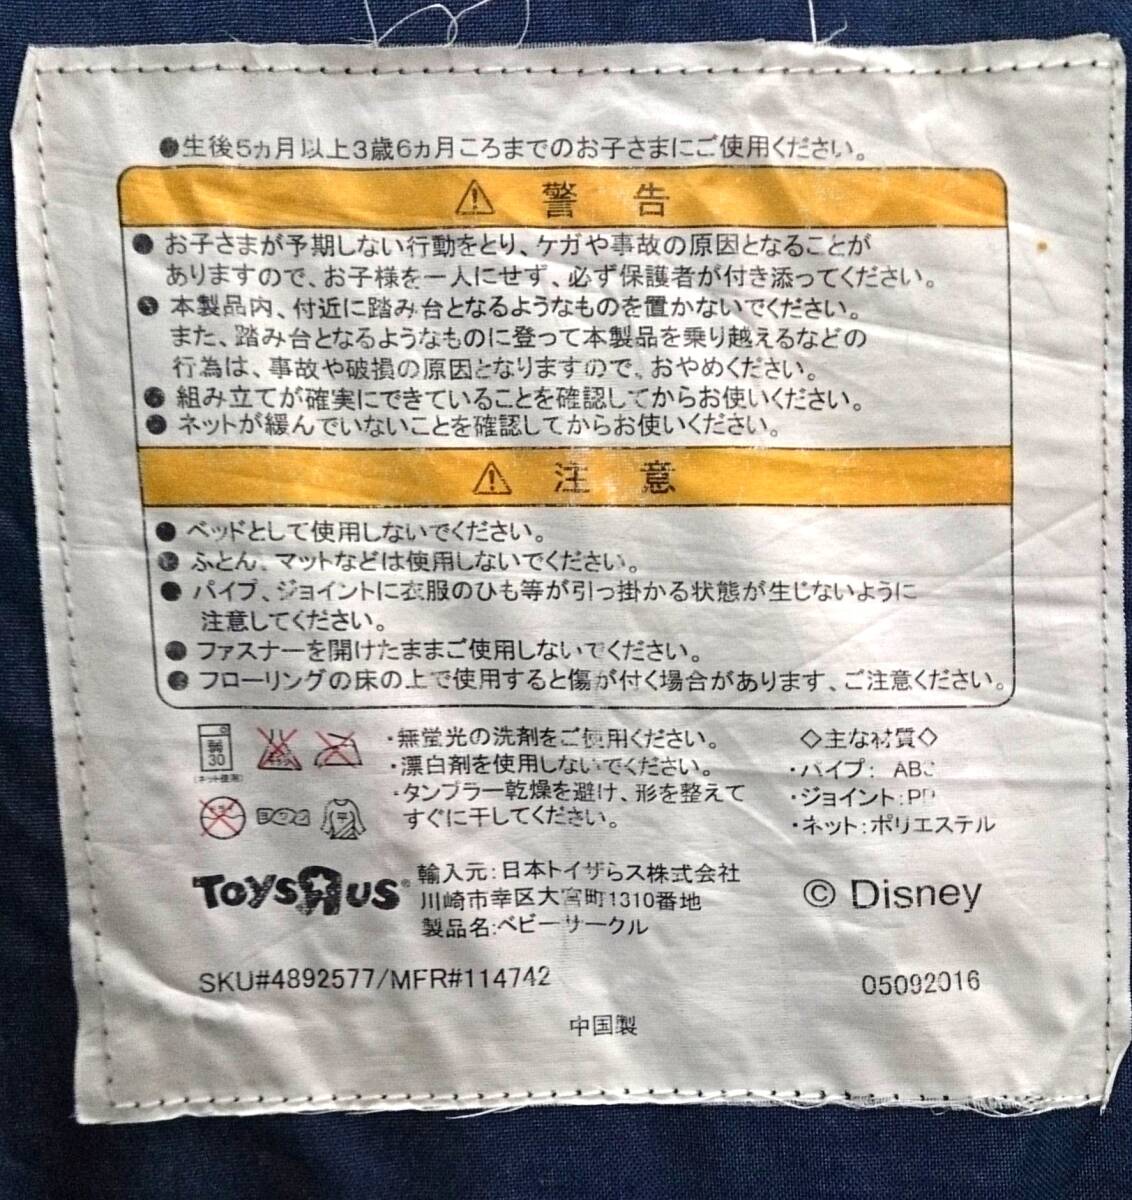 ●生後5ヵ月以上3歳6ヵ月ころまでのお子さまにご使用ください。
⚠ 警告
● お子さまが予期しない行動をとり、ケガや事故の原因となることが
ありますので、お子様を一人にせず、必ず保護者が付き添ってください。
● 本製品内、付近に踏み台となるようなものを置かないでください。
また、踏み台となるようなものに登って本製品を乗り越えるなどの
行為は、事故や破損の原因となりますので、おやめください。
● 組み立てが確実にできていることを確認してからお使いください。
● ネットが緩んでいないことを確認してからお使いください。
⚠ 注意
● ベッドとして使用しないでください。
● ふとん、マットなどは使用しないでください。
● パイプ、ジョイントに衣服のひも等が引っ掛かる状態が生じないように
注意してください。
● ファスナーを開けたままご使用しないでください。
● フローリングの床の上で使用すると傷が付く場合があります、ご注意ください。
弱
30
(ネット使用)
・無蛍光の洗剤をご使用ください。
・漂白剤を使用しないでください。
・タンブラー乾燥を避け、形を整えて
すぐに干してください。
◇主な材質◇
・パイプ:
・ジョイント:
・ネット:ポリエステル
TOYSЯUS®
輸入元:日本トイザらス株式会社
川崎市幸区大宮町1310番地
製品名:ベビーサークル
© Disney
SKU#4892577/MFR#114742
05092016
中国製